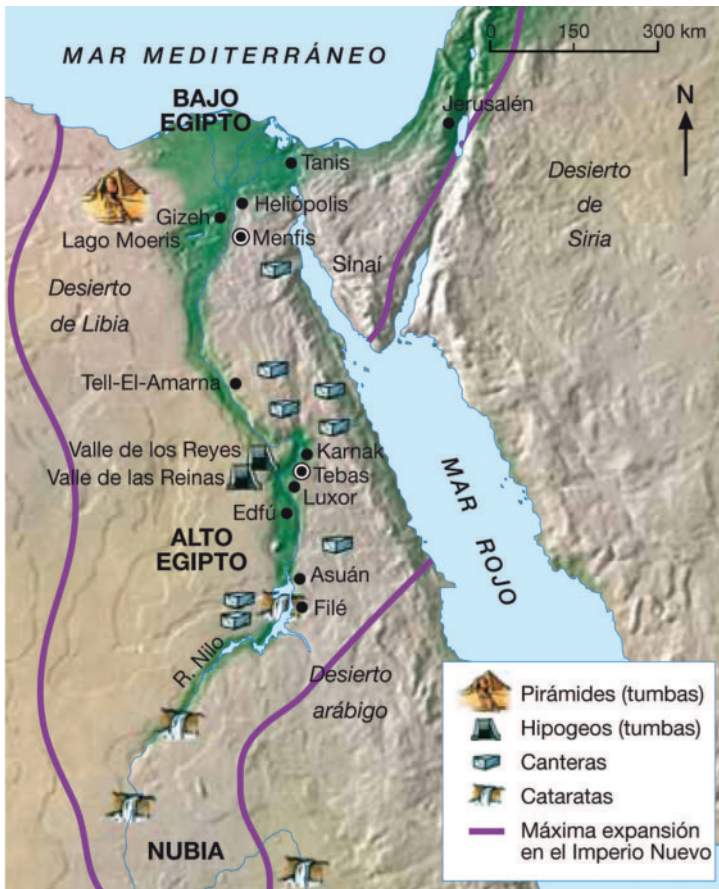 0 150 300 km
MAR MEDITERRÁNEO
BAJO
EGIPTO
Jerusalén
N
Tanis
Desierto
de
Siria
Heliópolis
Gizeh
Lago Moeris
Menfis
SInaí
Desierto
de Libia
Tell-El-Amarna
Valle de los Reyes
Karnak
Valle de las Reinas
Tebas
Luxor
Edfú
MAR ROJO
ALTO
EGIPTO
Asuán
Filé
R. Nilo
Desierto
arábigo
NUBIA
Pirámides (tumbas)
Hipogeos (tumbas)
Canteras
Cataratas
Máxima expansión
en el Imperio Nuevo